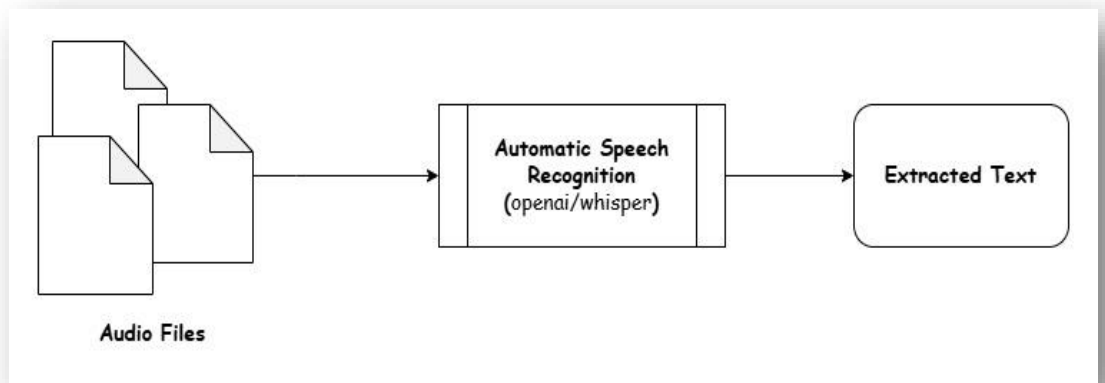 Automatic Speech
Recognition
(openai/whisper)
Extracted Text
Audio Files